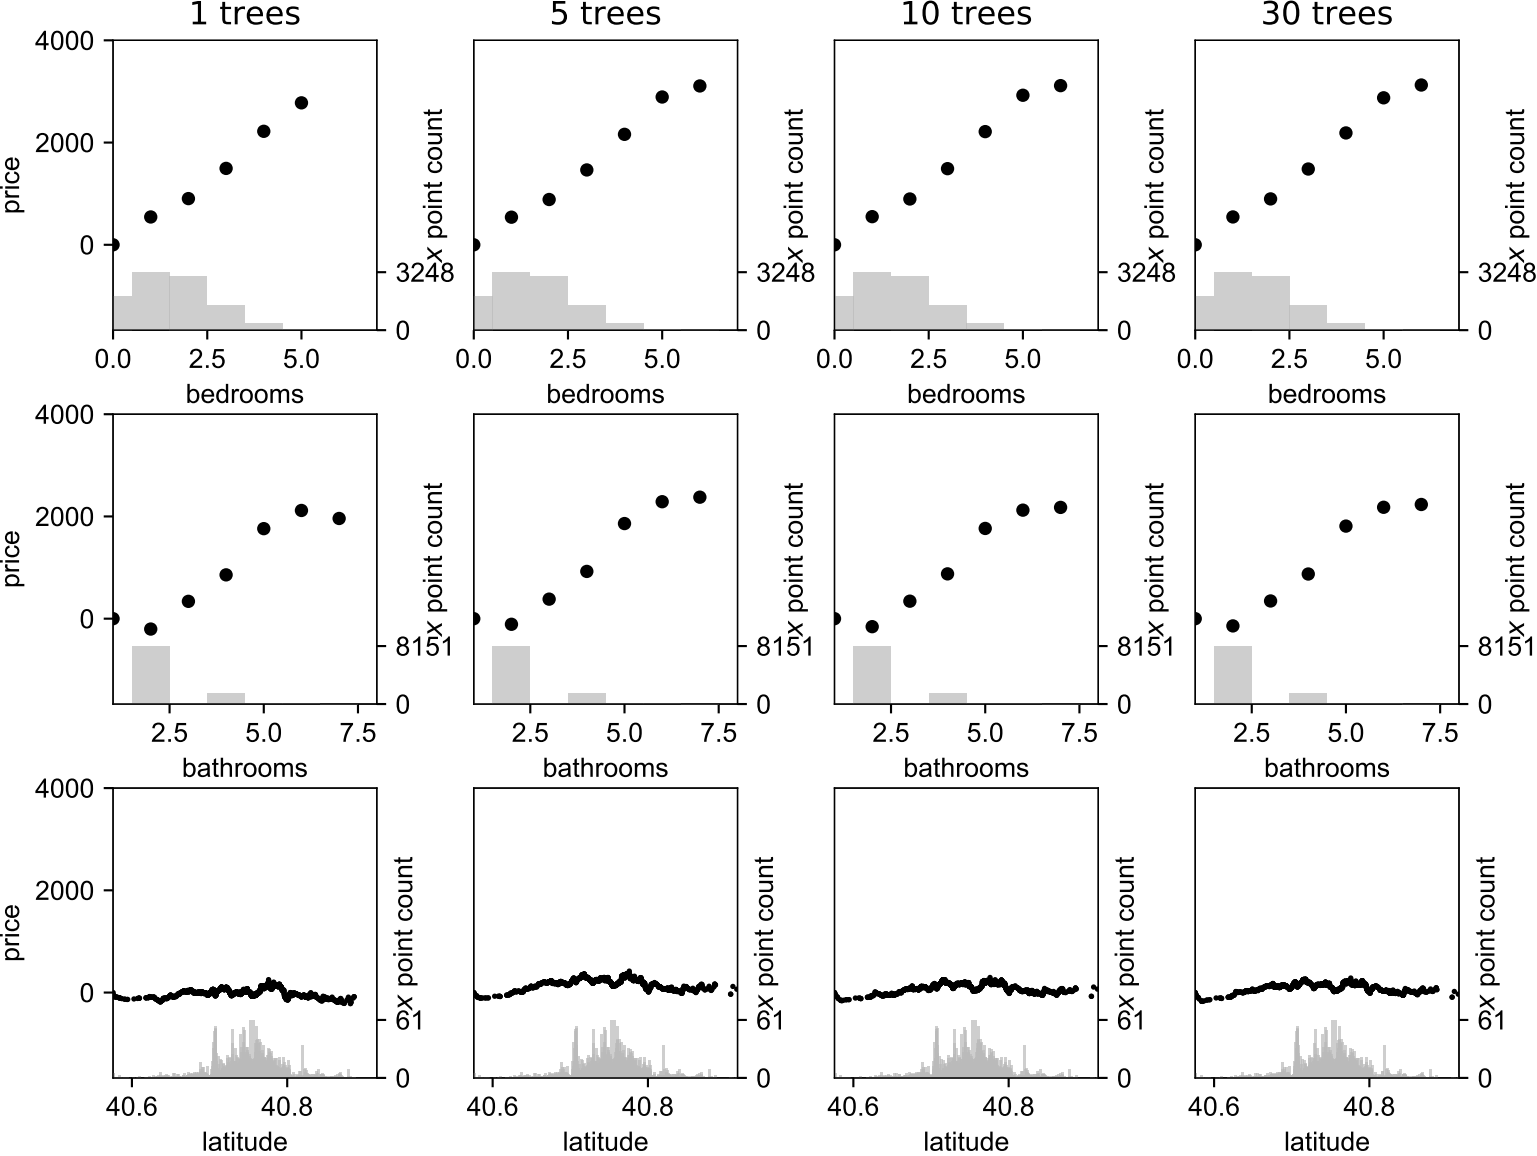 1 trees 5 trees 10 trees 30 trees
4000
2000
0
price
x point count x point count x point count x point count
3248 3248 3248 3248
0 0 0 0
0.0 2.5 5.0 0.0 2.5 5.0 0.0 2.5 5.0 0.0 2.5 5.0
bedrooms bedrooms bedrooms bedrooms
4000
2000
0
price
x point count x point count x point count x point count
8151 8151 8151 8151
0 0 0 0
2.5 5.0 7.5 2.5 5.0 7.5 2.5 5.0 7.5 2.5 5.0 7.5
bathrooms bathrooms bathrooms bathrooms
4000
2000
0
price
x point count x point count x point count x point count
61 61 61 61
0 0 0 0
40.6 40.8 40.6 40.8 40.6 40.8 40.6 40.8
latitude latitude latitude latitude